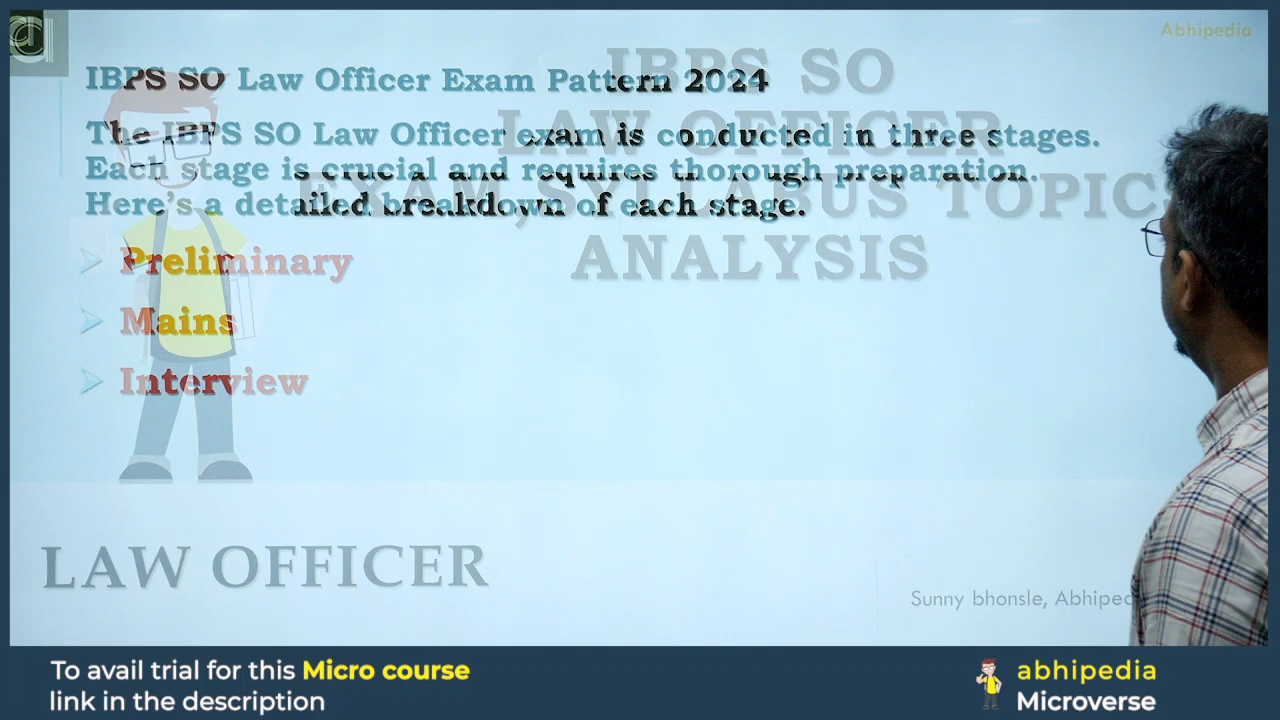 Abhipedia
IBPS SO Law Officer Exam Pattern 2024
The IBPS SO Law Officer exam is conducted in three stages.
Each stage is crucial and requires thorough preparation.
Here's a detailed breakdown of each stage.
Preliminary
Mains
Interview
IBPS SO
LAW OFFICER
EXAM,SYLLABUS TOPICS
ANALYSIS
LAW OFFICER
Sunny bhonsle,
To avail trial for this Micro course
link in the description
abhipedia
Microverse